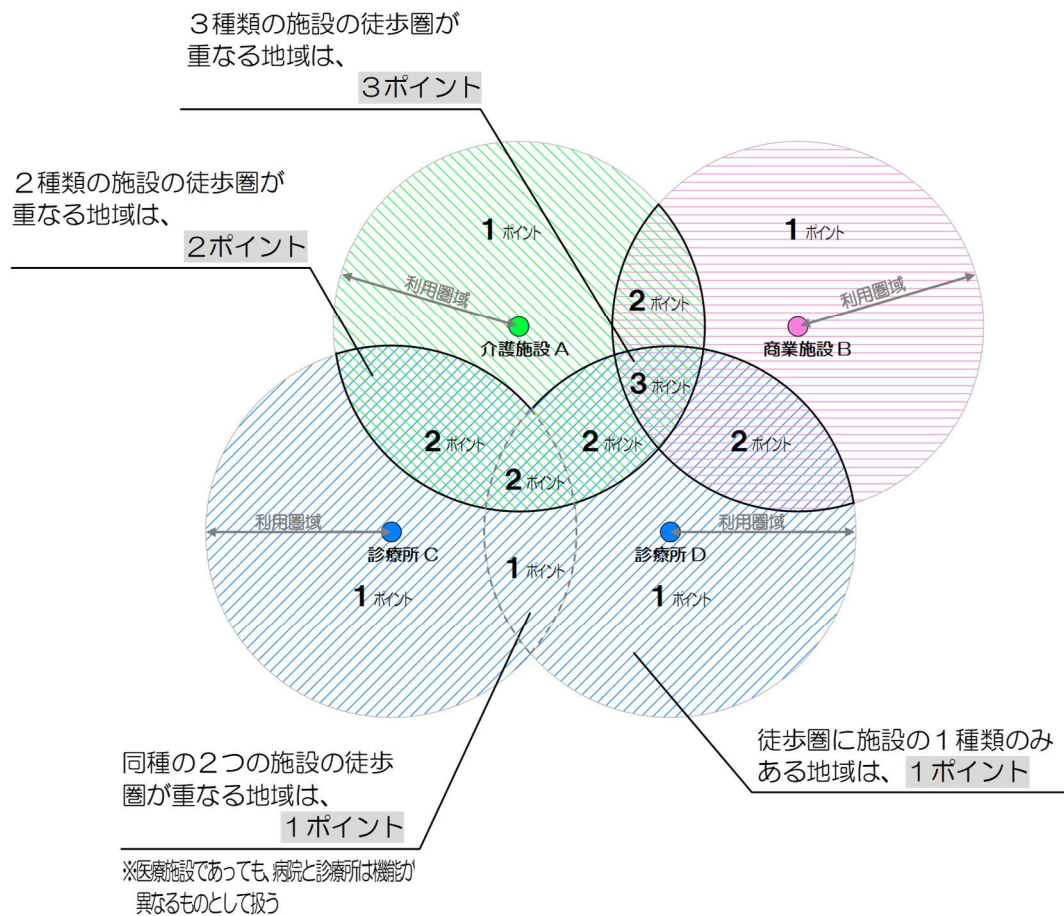 ３種類の施設の徒歩圏が
重なる地域は、
３ポイント
２種類の施設の徒歩圏が
重なる地域は、
２ポイント
1 ポイント
1 ポイント
利用圏域
2 ポイント
利用圏域
介護施設 A
商業施設 B
3 ポイント
2 ポイント
2 ポイント
2 ポイント
2 ポイント
利用圏域
利用圏域
診療所 C
診療所 D
1 ポイント
1 ポイント
1 ポイント
同種の２つの施設の徒歩
圏が重なる地域は、
１ポイント
※医療施設であっても、病院と診療所は機能が
異なるものとして扱う
徒歩圏に施設の１種類のみ
ある地域は、１ポイント